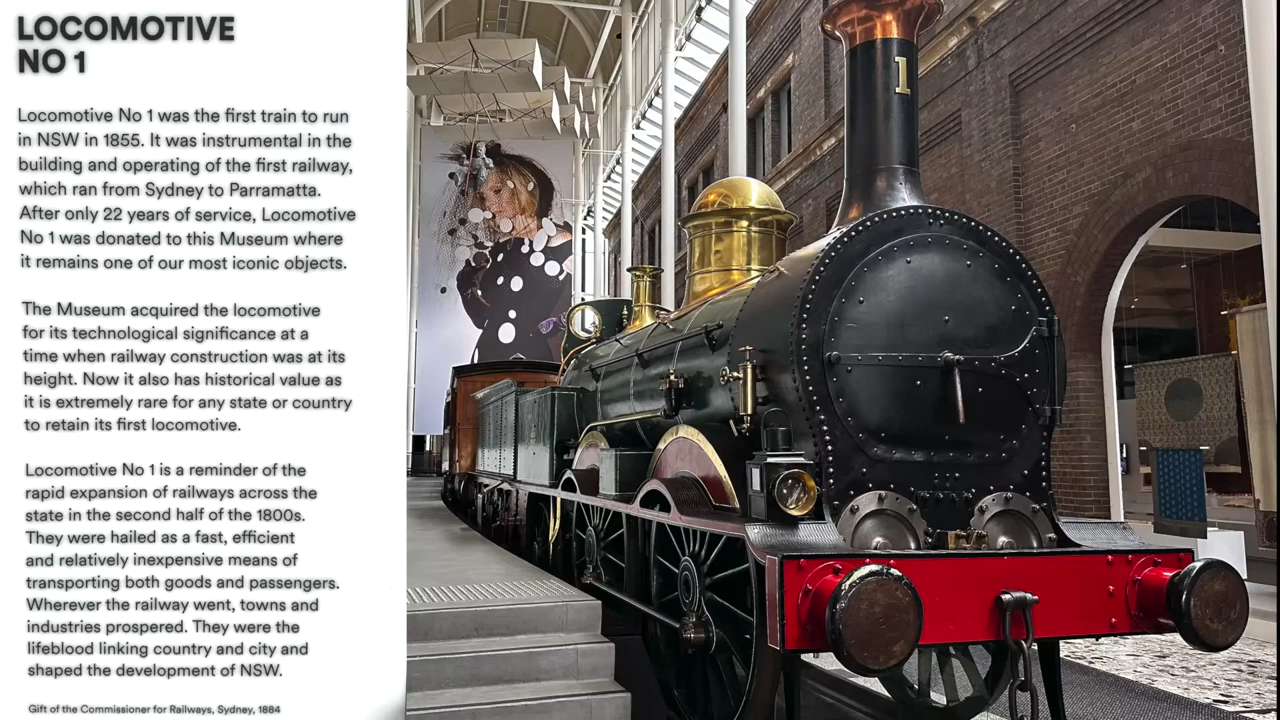 LOCOMOTIVE
NO 1
Locomotive No 1 was the first train to run
in NSW in 1855. It was instrumental in the
building and operating of the first railway,
which ran from Sydney to Parramatta.
After only 22 years of service, Locomotive
No 1 was donated to this Museum where
it remains one of our most iconic objects.
The Museum acquired the locomotive
for its technological significance at a
time when railway construction was at its
height. Now it also has historical value as
it is extremely rare for any state or country
to retain its first locomotive.
Locomotive No 1 is a reminder of the
rapid expansion of railways across the
state in the second half of the 1800s.
They were hailed as a fast, efficient
and relatively inexpensive means of
transporting both goods and passengers.
Wherever the railway went, towns and
industries prospered. They were the
lifeblood linking country and city and
shaped the development of NSW.
Gift of the Commissioner for Railways, Sydney, 1884
1